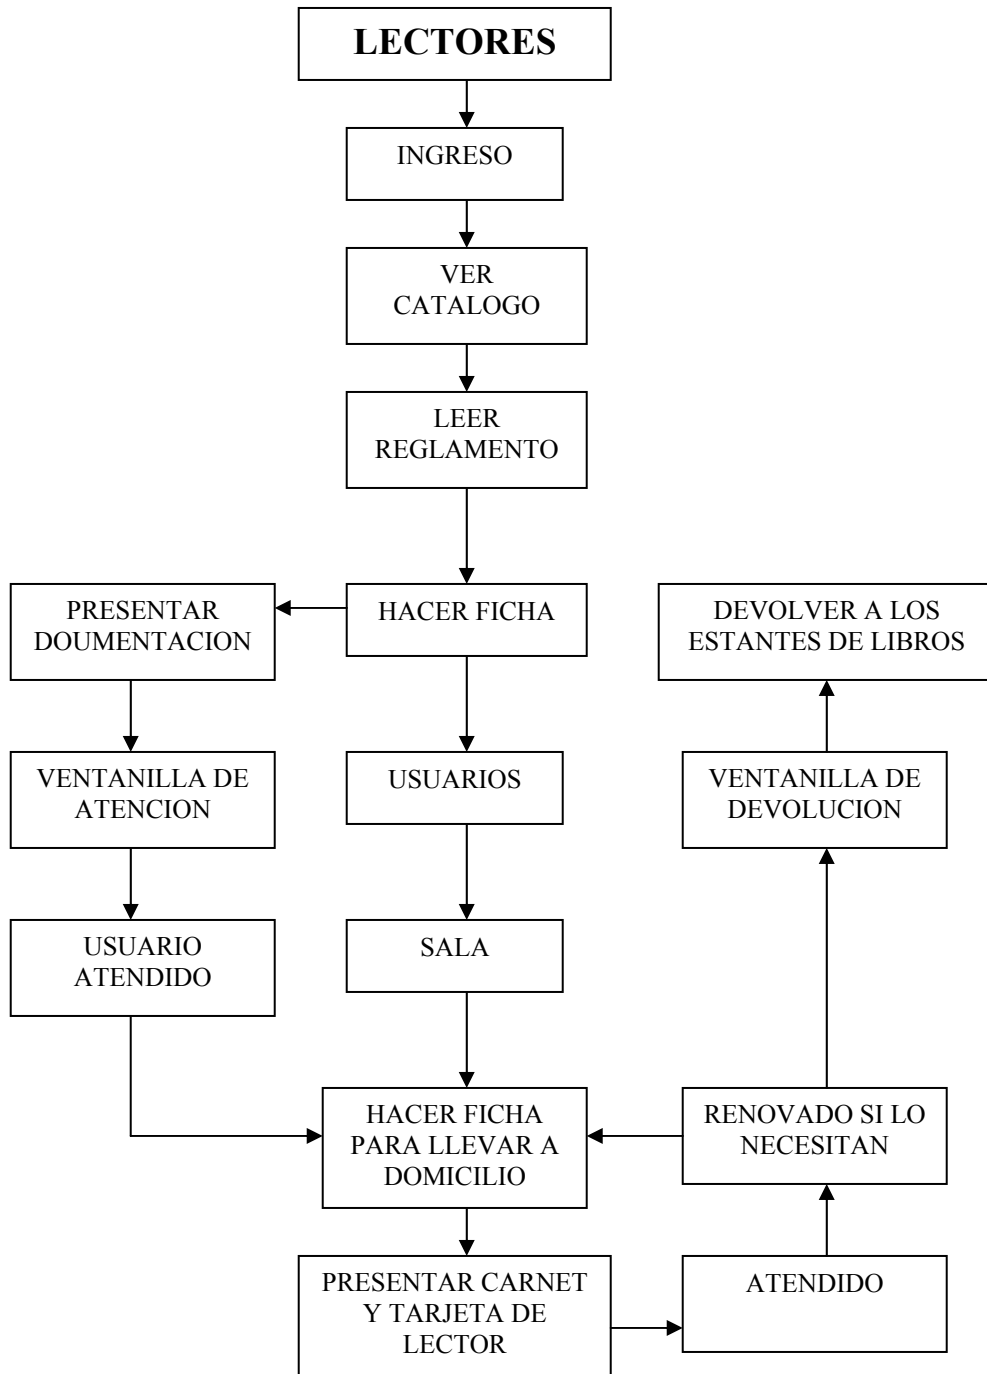 LECTORES
INGRESO
VER
CATALOGO
LEER
REGLAMENTO
PRESENTAR
DOUMENTACION
HACER FICHA
DEVOLVER A LOS
ESTANTES DE LIBROS
VENTANILLA DE
ATENCION
USUARIOS
VENTANILLA DE
DEVOLUCION
USUARIO
ATENDIDO
SALA
HACER FICHA
PARA LLEVAR A
DOMICILIO
RENOVADO SI LO
NECESITAN
PRESENTAR CARNET
Y TARJETA DE
LECTOR
ATENDIDO